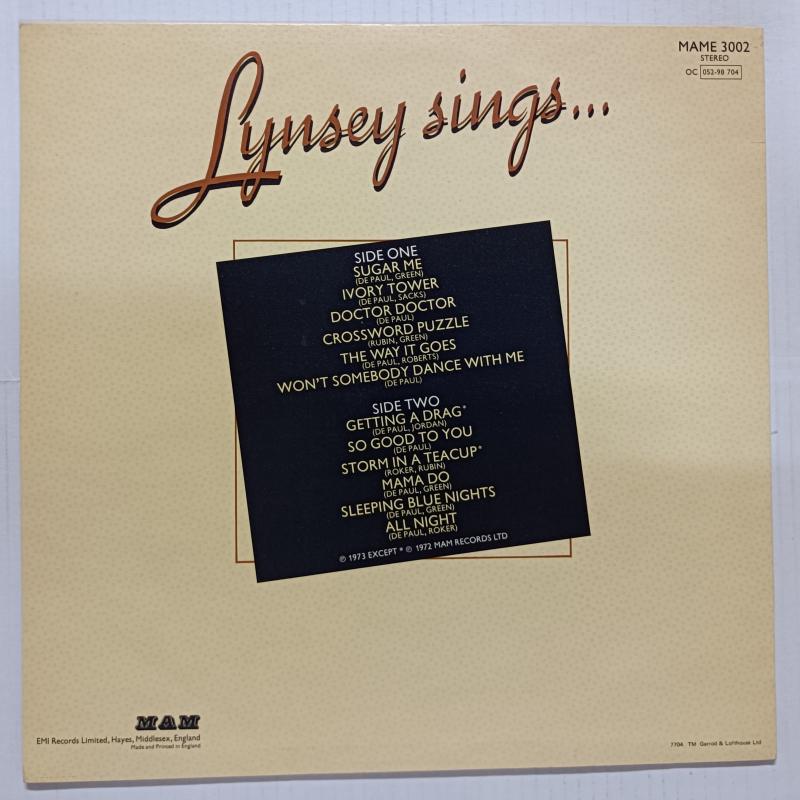 MAME 3002
STEREO
OC 052-98 704
Lynsey sings...
SIDE ONE
SUGAR ME
(DE PAUL, GREEN)
IVORY TOWER
(DE PAUL, SACKS)
DOCTOR DOCTOR
(DE PAUL)
CROSSWORD PUZZLE
(RUBIN, GREEN)
THE WAY IT GOES
(DE PAUL, ROBERTS)
WON'T SOMEBODY DANCE WITH ME
(DE PAUL)
SIDE TWO
GETTING A DRAG*
(DE PAUL, JORDAN)
SO GOOD TO YOU
(DE PAUL)
STORM IN A TEACUP*
(ROKER, RUBIN)
MAMA DO
(DE PAUL, GREEN)
SLEEPING BLUE NIGHTS
(DE PAUL, GREEN)
ALL NIGHT
(DE PAUL, ROKER)
℗ 1973 EXCEPT * ℗ 1972 MAM RECORDS LTD
MAM
EMI Records Limited, Hayes, Middlesex, England
Made and Printed in England
7704 TM Garrod & Lofthouse Ltd